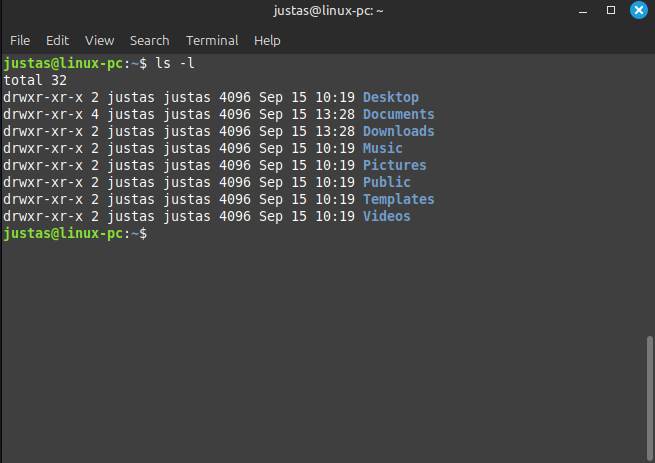 justas@linux-pc: ~
File Edit View Search Terminal Help
justas@linux-pc:~$ ls -l
total 32
drwxr-xr-x 2 justas justas 4096 Sep 15 10:19 Desktop
drwxr-xr-x 4 justas justas 4096 Sep 15 13:28 Documents
drwxr-xr-x 2 justas justas 4096 Sep 15 13:28 Downloads
drwxr-xr-x 2 justas justas 4096 Sep 15 10:19 Music
drwxr-xr-x 2 justas justas 4096 Sep 15 10:19 Pictures
drwxr-xr-x 2 justas justas 4096 Sep 15 10:19 Public
drwxr-xr-x 2 justas justas 4096 Sep 15 10:19 Templates
drwxr-xr-x 2 justas justas 4096 Sep 15 10:19 Videos
justas@linux-pc:~$